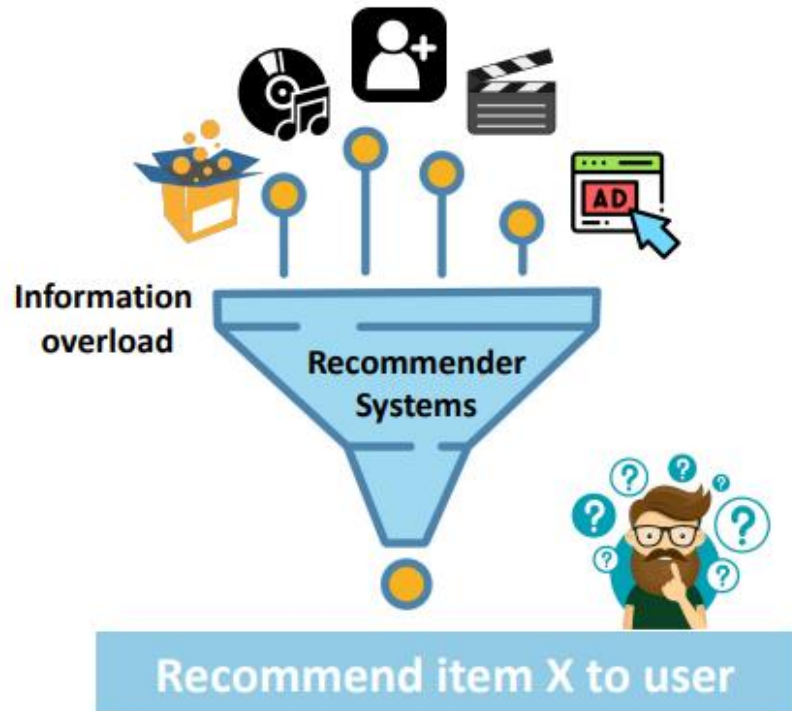 AD
Information
overload
Recommender
Systems
? ? ? ? ? ?
Recommend item X to user